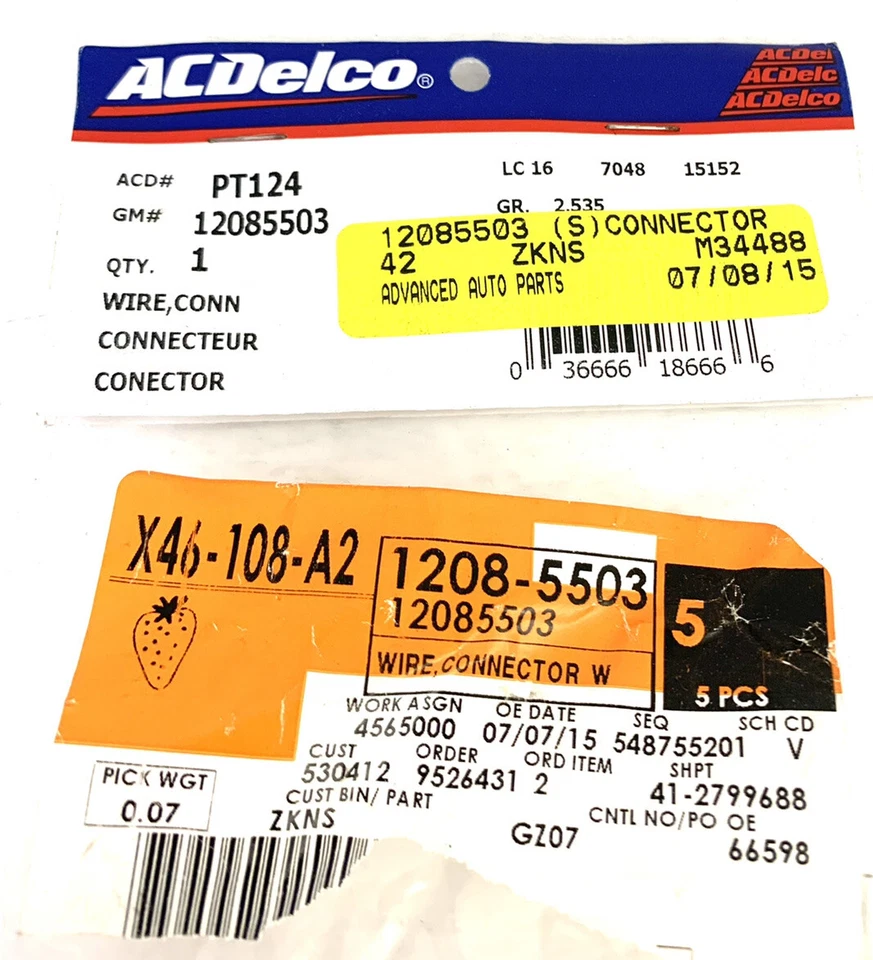 ACDelco®
ACDel
ACDelc
ACDelco
ACD# PT124
LC 16 7048 15152
GM# 12085503
GR. 2.535
QTY. 1
WIRE,CONN
CONNECTEUR
CONECTOR
12085503 (S)CONNECTOR
42 ZKNS M34488
ADVANCED AUTO PARTS 07/08/15
0 36666 18666 6
X46-108-A2
1208-5503
12085503
WIRE,CONNECTOR W
5
5 PCS
WORK ASGN OE DATE SEQ SCH CD
4565000 07/07/15 548755201 V
CUST ORDER ORD ITEM SHPT
530412 9526431 2 41-2799688
CUST BIN/ PART CNTL NO/PO OE
ZKNS GZ07 66598
PICK WGT
0.07